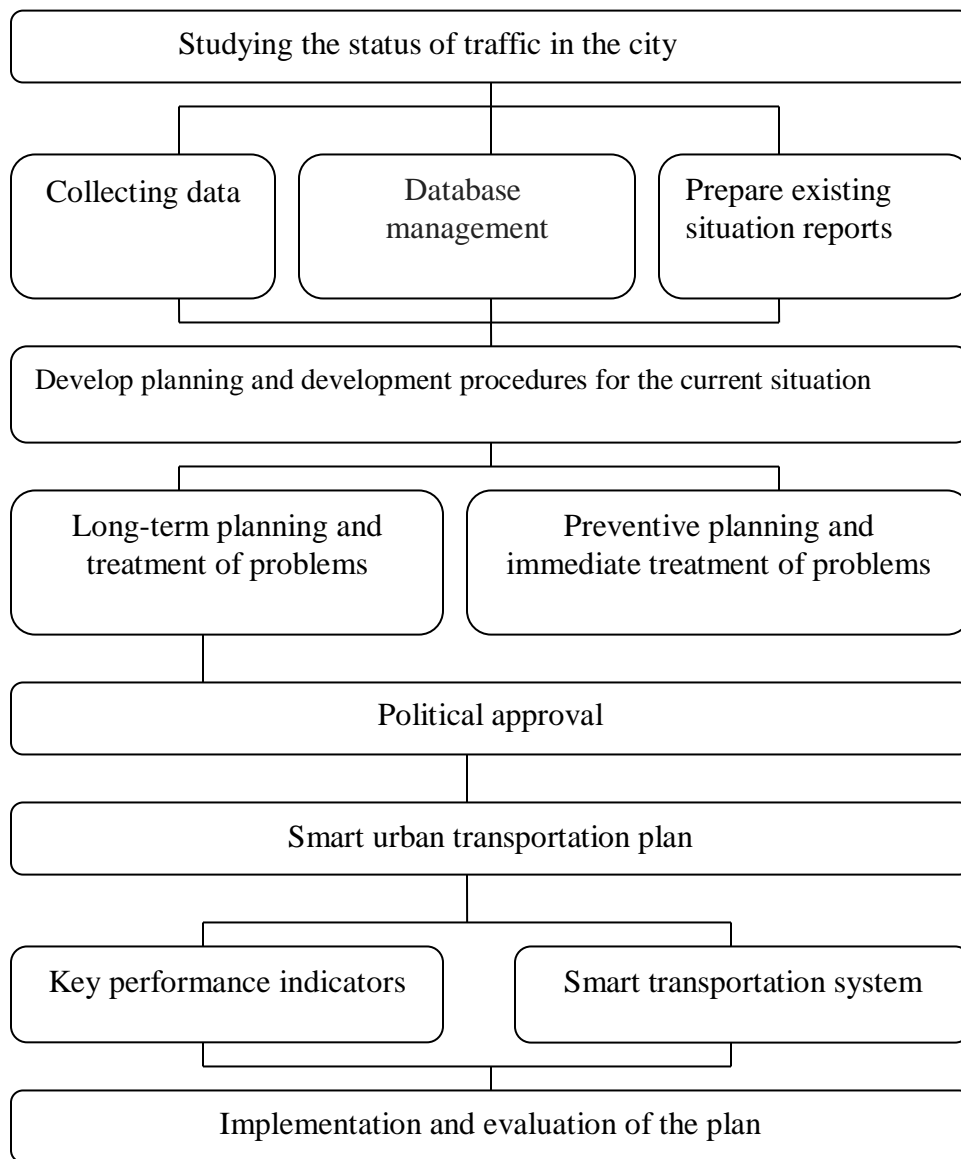 Studying the status of traffic in the city
Collecting data
Database
management
Prepare existing
situation reports
Develop planning and development procedures for the current situation
Long-term planning and
treatment of problems
Preventive planning and
immediate treatment of problems
Political approval
Smart urban transportation plan
Key performance indicators
Smart transportation system
Implementation and evaluation of the plan